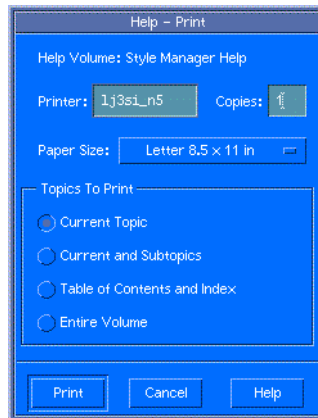 Help - Print
Help Volume: Style Manager Help
Printer: lj3si_n5 Copies: 1
Paper Size: Letter 8.5 × 11 in
Topics To Print
Current Topic
Current and Subtopics
Table of Contents and Index
Entire Volume
Print Cancel Help